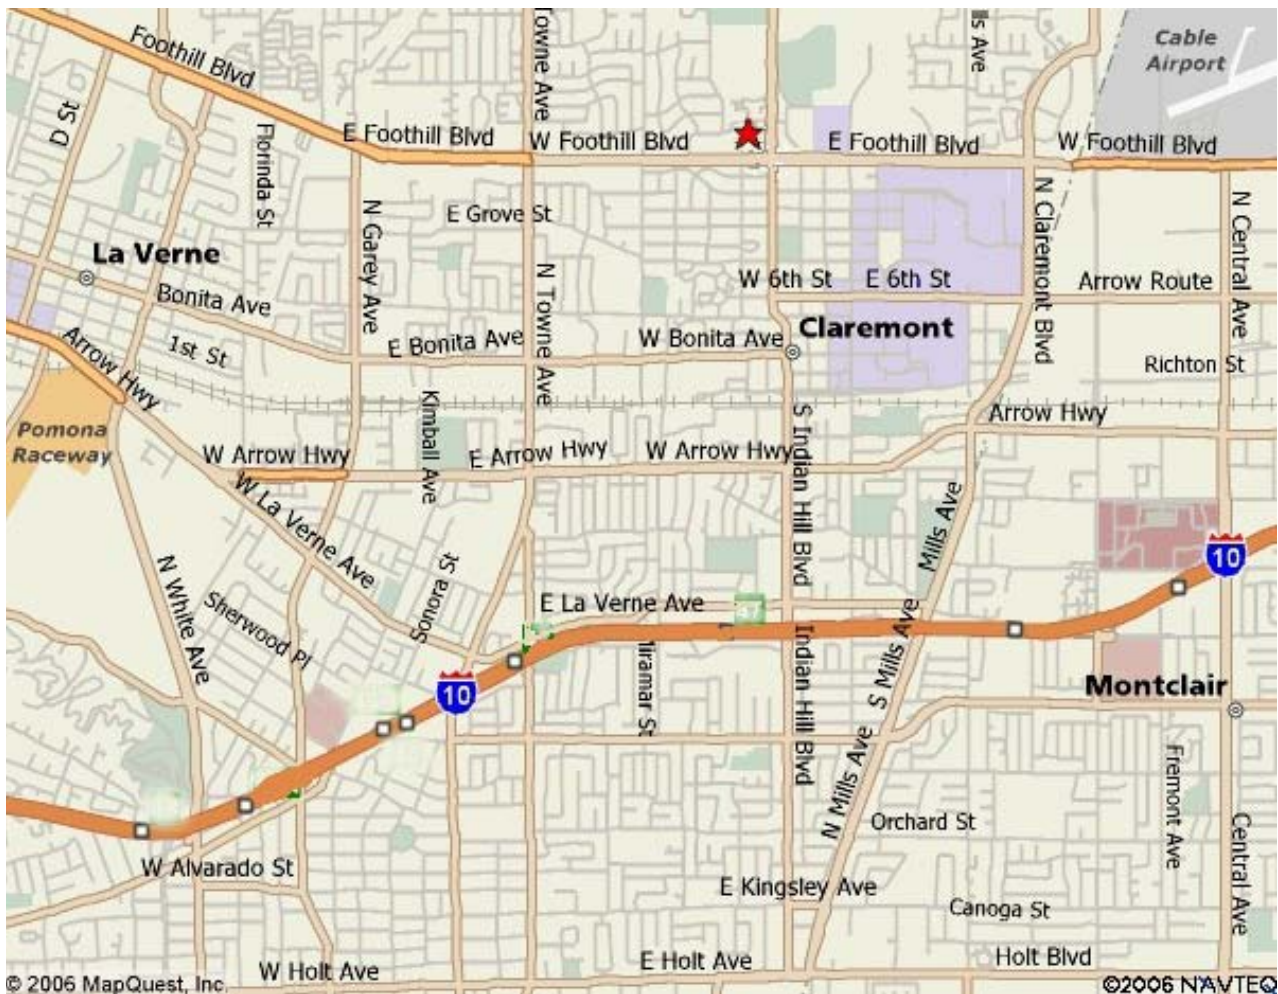 Foothill Blvd
Towne Ave
lls Ave
Cable
Airport
D St
Florinda St
E Foothill Blvd
W Foothill Blvd
E Foothill Blvd
W Foothill Blvd
N Garey Ave
E Grove St
N Claremont Blvd
N Central Ave
La Verne
Bonita Ave
N Towne Ave
W 6th St
E 6th St
Arrow Route
1st St
E Bonita Ave
W Bonita Ave
Claremont
Richton St
Arrow Hwy
Kimball Ave
S Indian Hill Blvd
Arrow Hwy
Pomona
Raceway
W Arrow Hwy
E Arrow Hwy
W Arrow Hwy
W La Verne Ave
Mills Ave
10
N White Ave
Sherwood Pl
Sonora St
E La Verne Ave
47
Indian Hill Blvd
S Mills Ave
10
Miramar St
Montclair
N Mills Ave
Fremont Ave
Orchard St
Central Ave
W Alvarado St
E Kingsley Ave
Canoga St
W Holt Ave
E Holt Ave
Holt Blvd
© 2006 MapQuest, Inc.
©2006 NAVTEQ